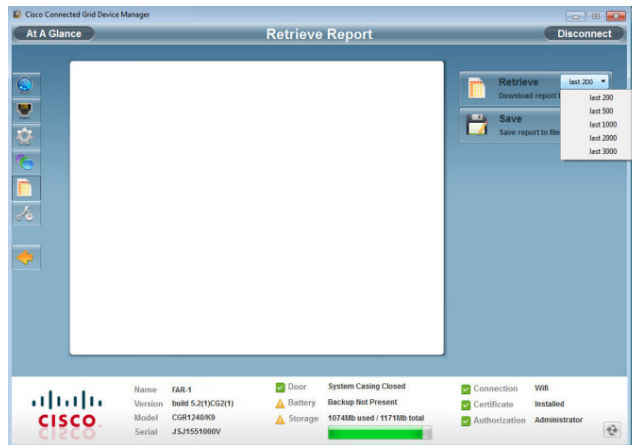 Cisco Connected Grid Device Manager
At A Glance
Retrieve Report
Disconnect
Retrieve
last 200
Download report
last 200
last 500
last 1000
last 2000
last 3000
Save
Save report to file
Name FAR-1
Version build 5.2(1)CG2(1)
Model CGR1240/K9
Serial JSJ1551000V
Door System Casing Closed
Battery Backup Not Present
Storage 1074Mb used / 1171Mb total
Connection Wifi
Certificate Installed
Authorization Administrator
CISCO